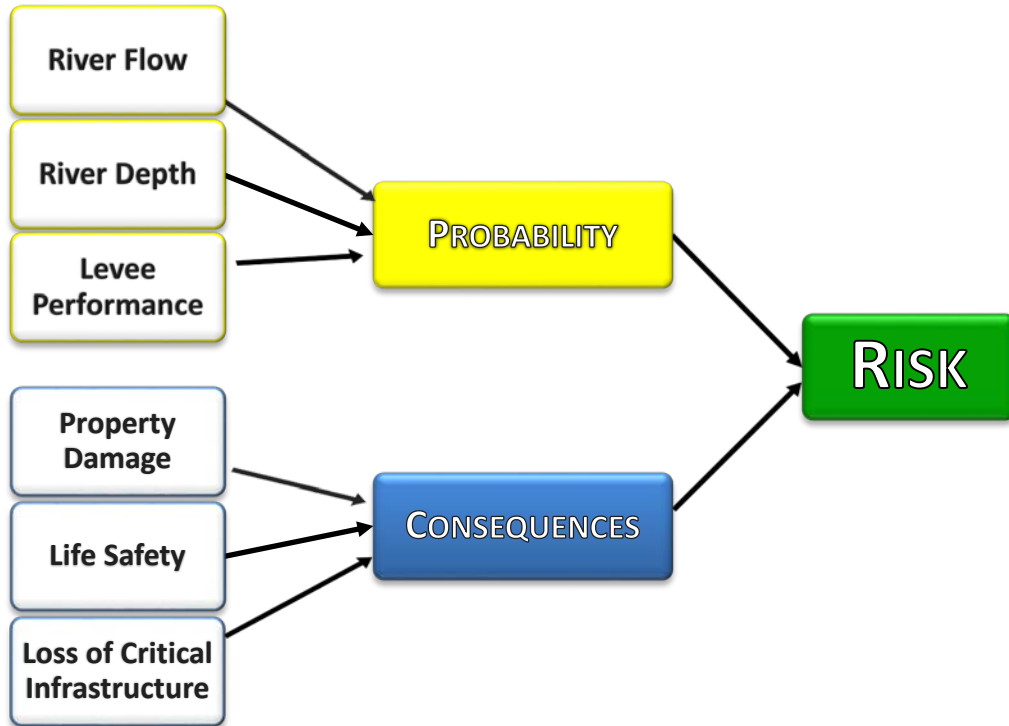 River Flow
River Depth
Levee
Performance
PROBABILITY
RISK
Property
Damage
Life Safety
CONSEQUENCES
Loss of Critical
Infrastructure